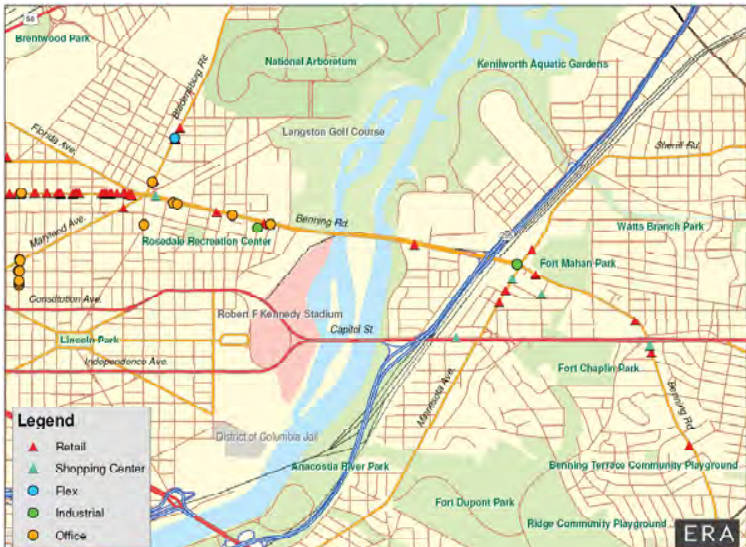 50
Brentwood Park
National Arboretum
Kenilworth Aquatic Gardens
Bladensburg Rd
Florida Ave.
Langston Golf Course
Sherrill Rd.
Maryland Ave.
Benning Rd.
295
Watts Branch Park
Rosedale Recreation Center
Fort Mahan Park
Constitution Ave.
Robert F Kennedy Stadium
Capitol St
Lincoln Park
Independence Ave.
Fort Chaplin Park
Minnesota Ave.
Benning Rd.
Legend
Retail
Shopping Center
Flex
Industrial
Office
District of Columbia Jail
Anacostia River Park
Benning Terrace Community Playground
Fort Dupont Park
Ridge Community Playground
ERA